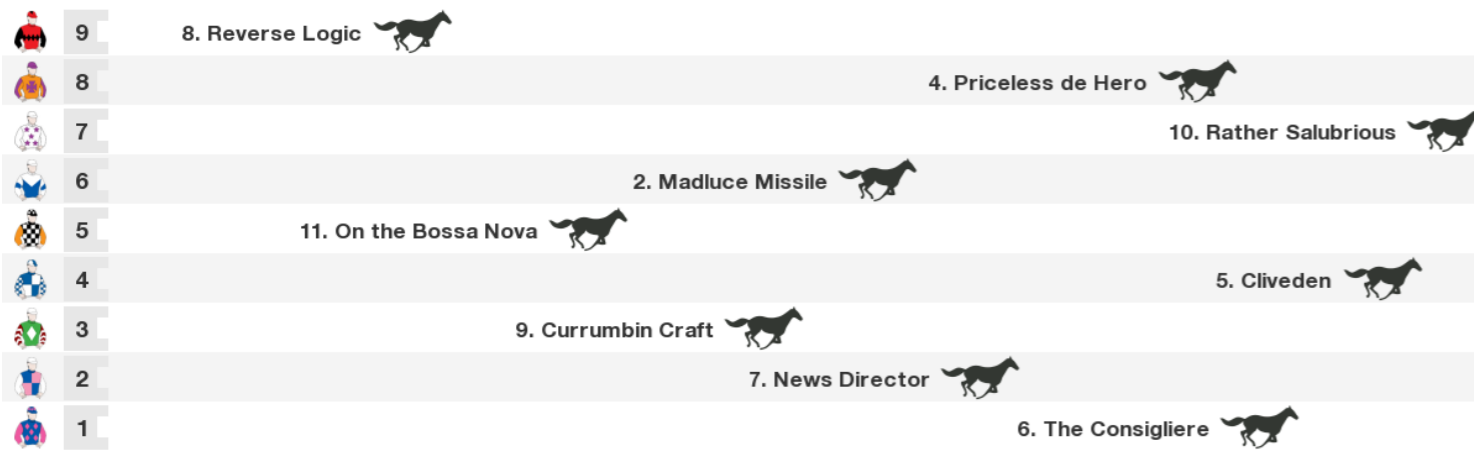 9 8. Reverse Logic
8 4. Priceless de Hero
7 10. Rather Salubrious
6 2. Madluce Missile
5 11. On the Bossa Nova
4 5. Cliveden
3 9. Currumbin Craft
2 7. News Director
1 6. The Consigliere